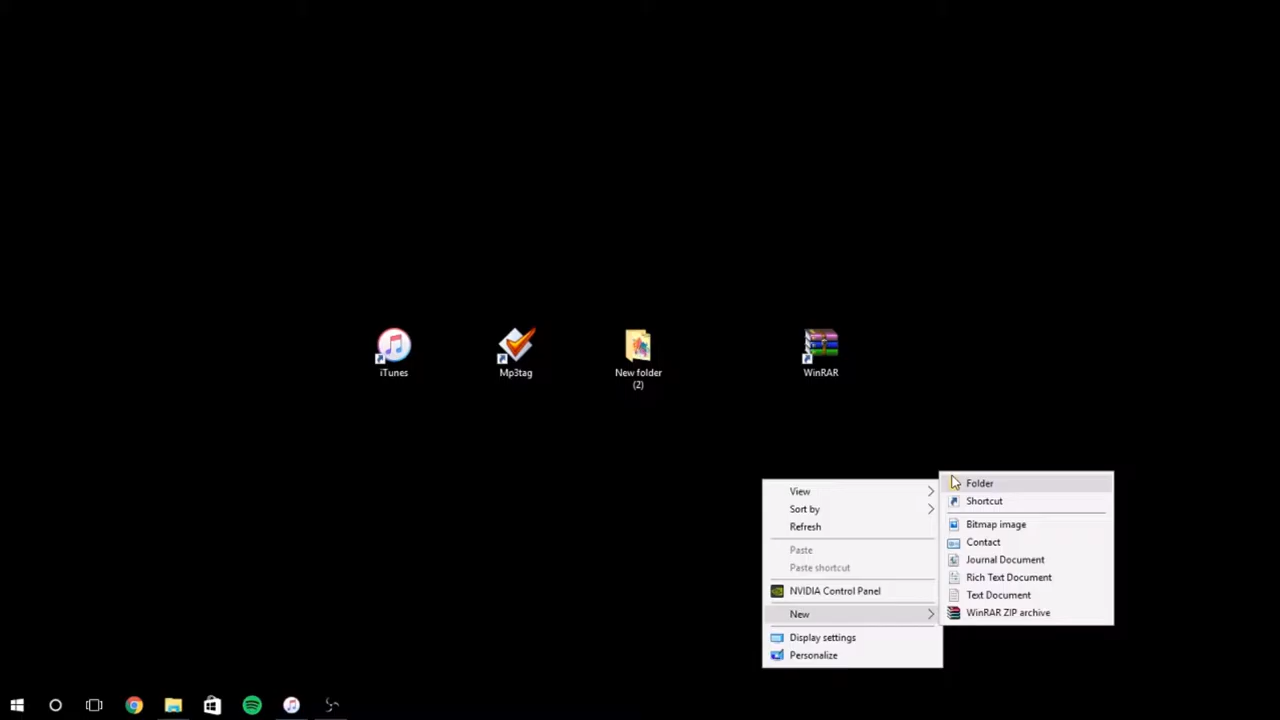 iTunes
Mp3tag
New folder
(2)
WinRAR
View
Sort by
Refresh
Paste
Paste shortcut
NVIDIA Control Panel
New
Display settings
Personalize
Folder
Shortcut
Bitmap image
Contact
Journal Document
Rich Text Document
Text Document
WinRAR ZIP archive